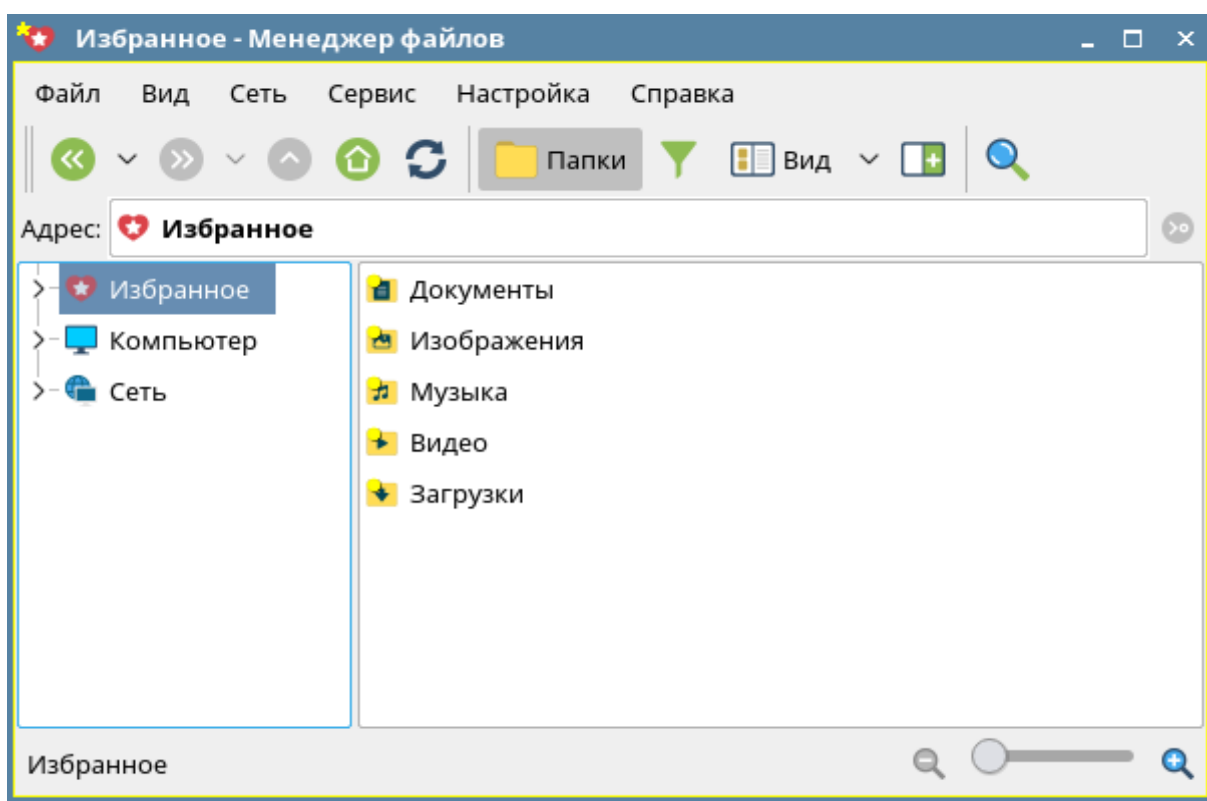 Избранное - Менеджер файлов
Файл Вид Сеть Сервис Настройка Справка
Папки Вид
Адрес: Избранное
Избранное
Компьютер
Сеть
Документы
Изображения
Музыка
Видео
Загрузки
Избранное